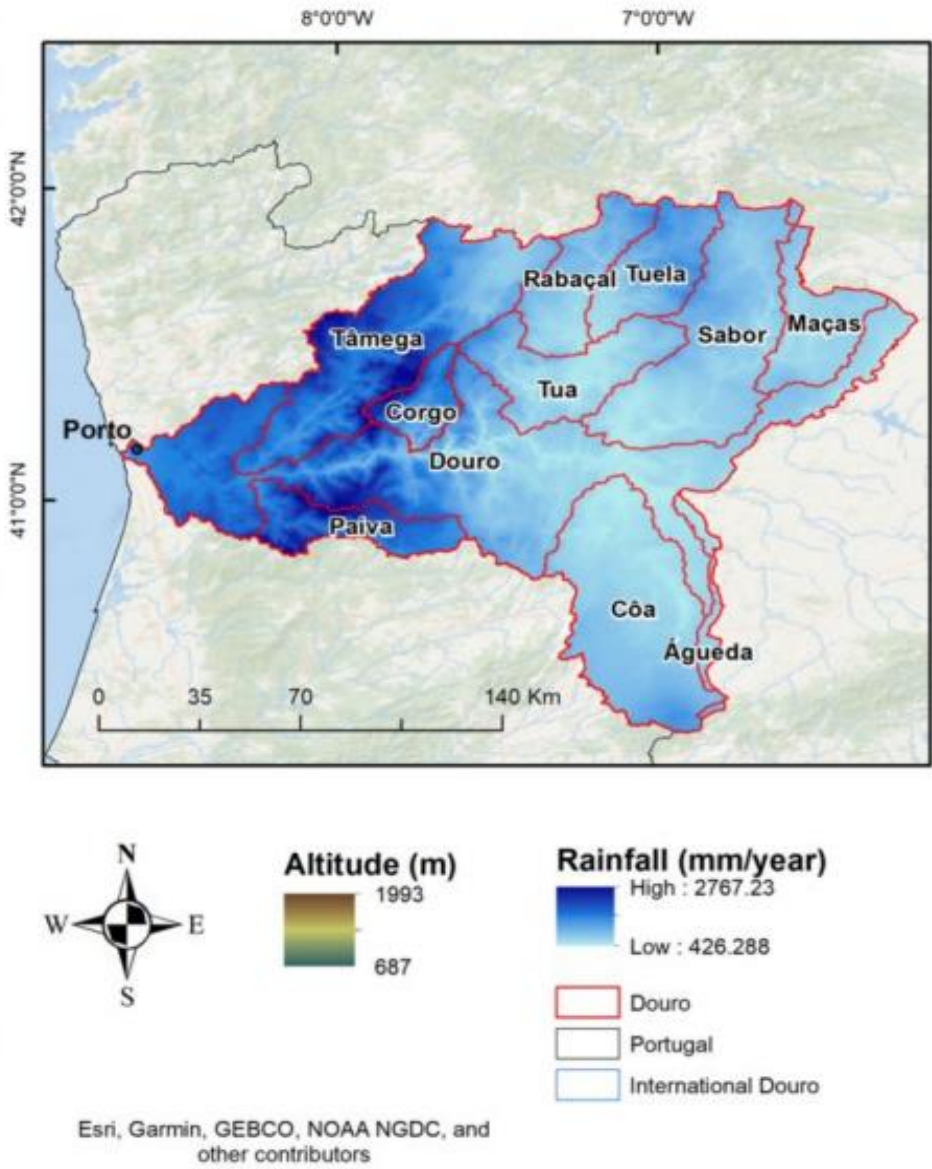 8°0'0"W
7°0'0"W
42°0'0"N
41°0'0"N
Rabaçal
Tuela
Tâmega
Sabor
Maças
Tua
Corgo
Porto
Douro
Paiva
Côa
Águeda
0 35 70 140 Km
N
W E
S
Altitude (m)
1993
687
Rainfall (mm/year)
High : 2767.23
Low : 426.288
Douro
Portugal
International Douro
Esri, Garmin, GEBCO, NOAA NGDC, and
other contributors